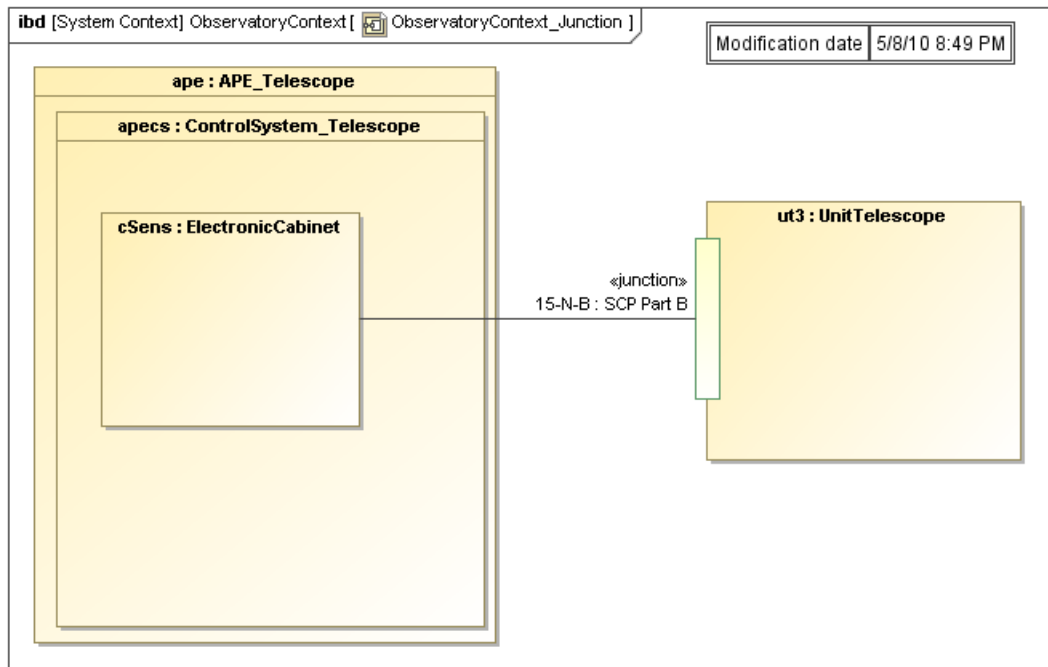 ibd [System Context] ObservatoryContext [ ObservatoryContext_Junction ]
Modification date 5/8/10 8:49 PM
ape : APE_Telescope
apecs : ControlSystem_Telescope
cSens : ElectronicCabinet
ut3 : UnitTelescope
«junction»
15-N-B : SCP Part B